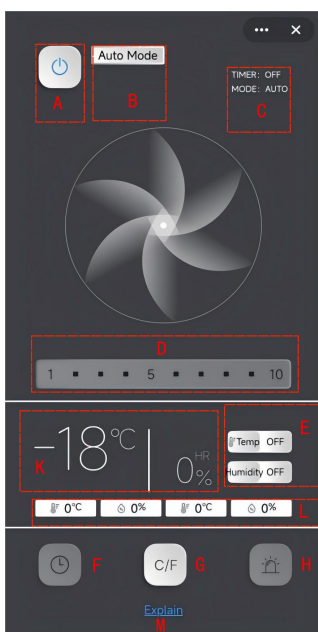 Auto Mode
A
B
TIMER: OFF
MODE: AUTO
C
D
1 5 10
E
-18°C
HR
0%
K
Temp OFF
Humidity OFF
°F 0°C 0% °F 0°C 0%
L
F
C/F
G
H
Explain
M